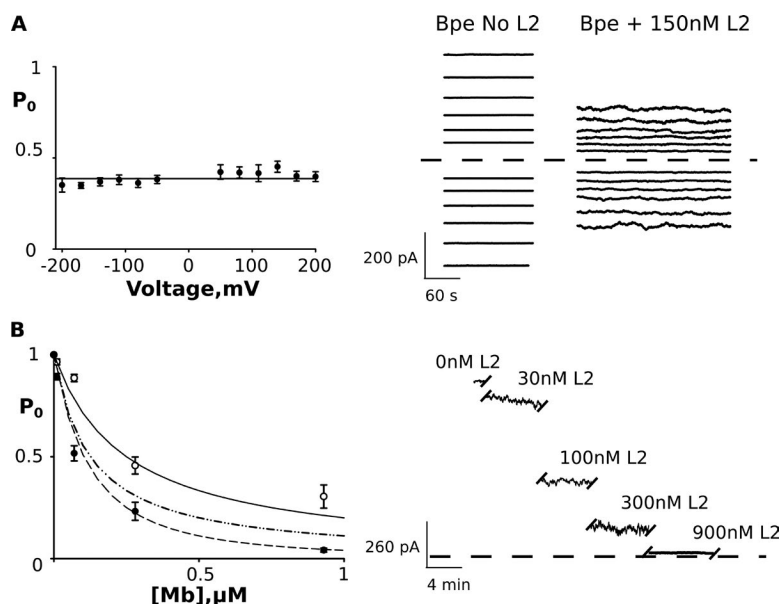 A
Bpe No L2
Bpe + 150nM L2
1
P0
0.5
0
-200 -100 0 100 200
Voltage,mV
200 pA
60 s
B
1
P0
0.5
0
0.5 1
[Mb],μM
0nM L2
30nM L2
100nM L2
300nM L2
900nM L2
260 pA
4 min